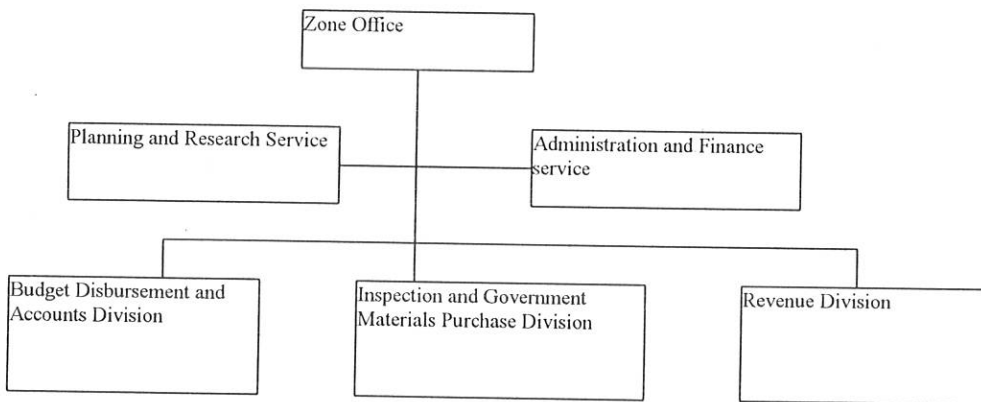 Zone Office
Planning and Research Service
Administration and Finance
service
Budget Disbursement and
Accounts Division
Inspection and Government
Materials Purchase Division
Revenue Division